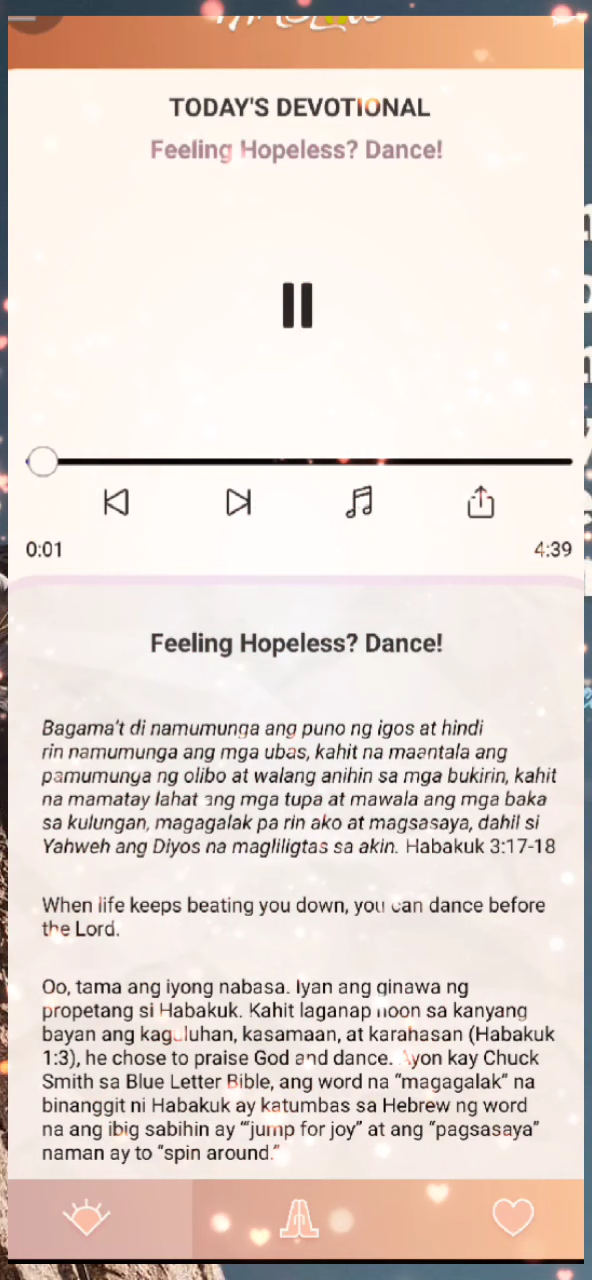 TODAY'S DEVOTIONAL
Feeling Hopeless? Dance!
0:01
4:39
Feeling Hopeless? Dance!
Bagama't di namumunga ang puno ng igos at hindi
rin namumunga ang mga ubas, kahit na maantala ang
pamumunga ng olibo at walang anihin sa mga bukirin, kahit
na mamatay lahat ang mga tupa at mawala ang mga baka
sa kulungan, magagalak pa rin ako at magsasaya, dahil si
Yahweh ang Diyos na magliligtas sa akin. Habakuk 3:17-18
When life keeps beating you down, you can dance before
the Lord.
Oo, tama ang iyong nabasa. Iyan ang ginawa ng
propetang si Habakuk. Kahit laganap noon sa kanyang
bayan ang kaguluhan, kasamaan, at karahasan (Habakuk
1:3), he chose to praise God and dance. Ayon kay Chuck
Smith sa Blue Letter Bible, ang word na “magagalak” na
binanggit ni Habakuk ay katumbas sa Hebrew ng word
na ang ibig sabihin ay “‘jump for joy” at ang “pagsasaya”
naman ay to “spin around.”